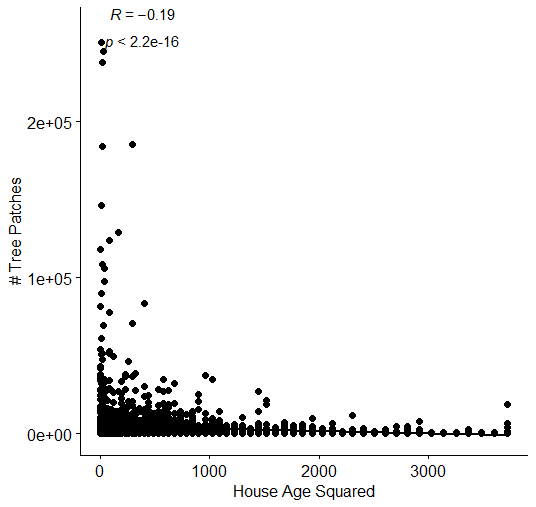 R = −0.19
p < 2.2e-16
2e+05
1e+05
0e+00
# Tree Patches
0
1000
2000
3000
House Age Squared